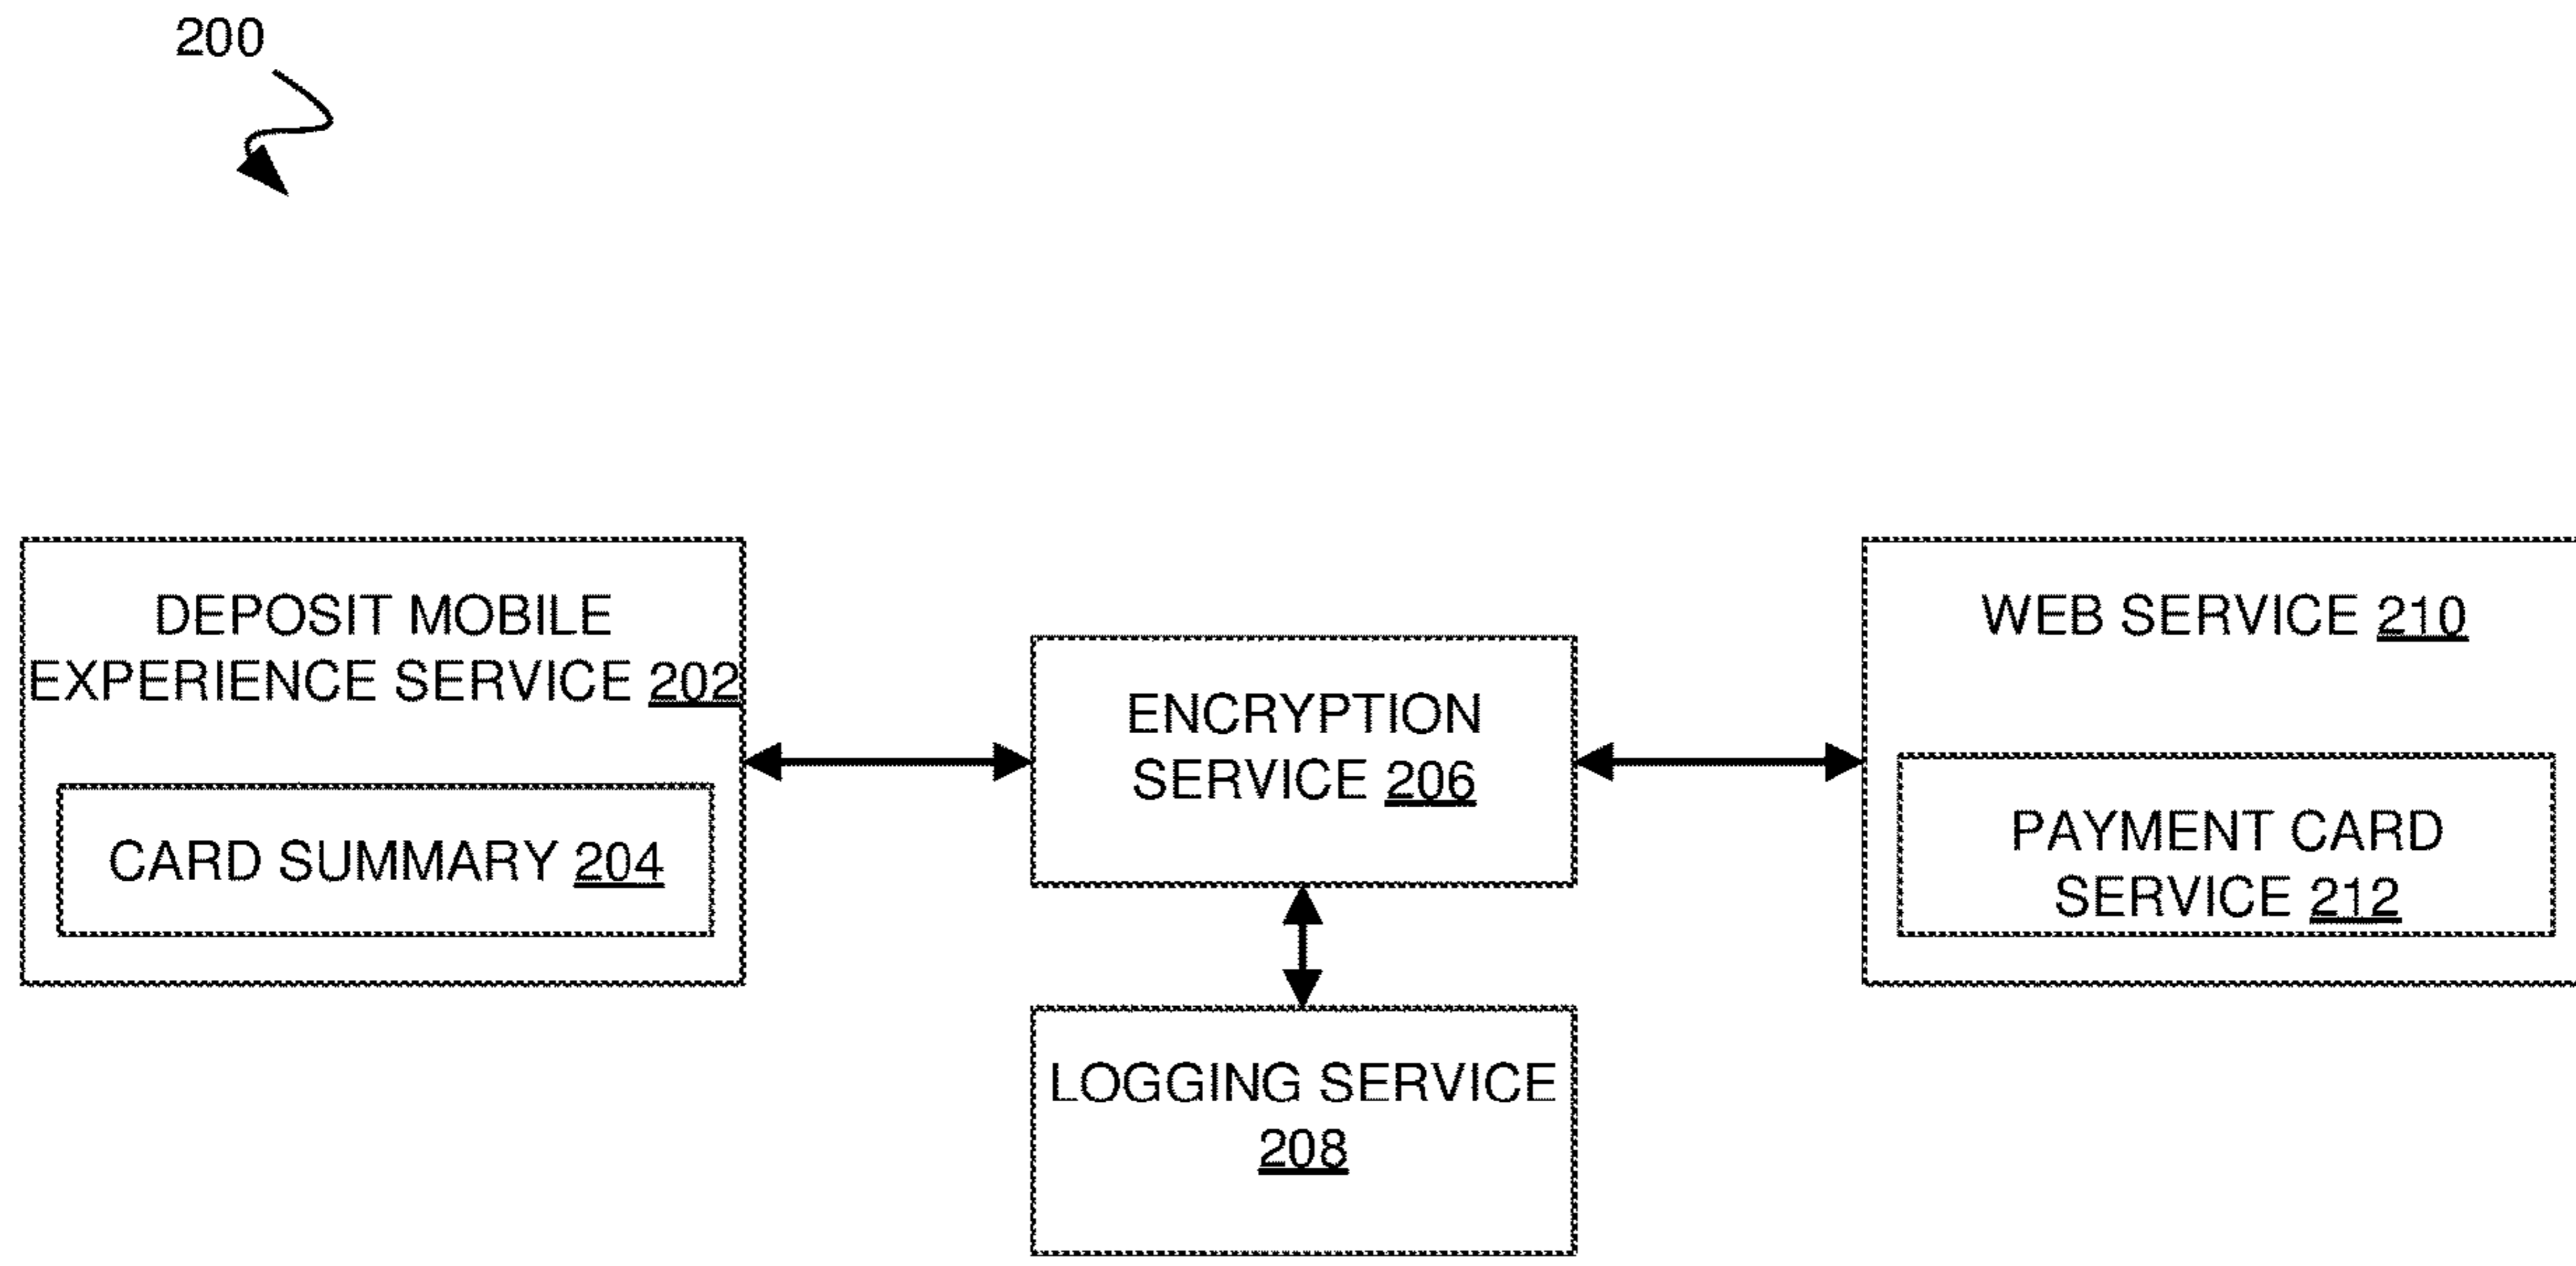 200
DEPOSIT MOBILE
EXPERIENCE SERVICE 202
CARD SUMMARY 204
ENCRYPTION
SERVICE 206
LOGGING SERVICE
208
WEB SERVICE 210
PAYMENT CARD
SERVICE 212